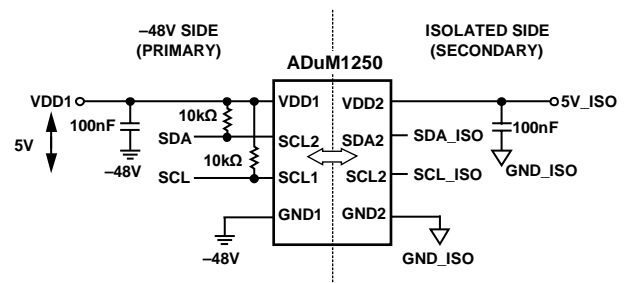 –48V SIDE
(PRIMARY)
ISOLATED SIDE
(SECONDARY)
ADuM1250
VDD1
5V
100nF
–48V
10kΩ
SDA
10kΩ
SCL
VDD1
SCL2
SCL1
GND1
–48V
VDD2
SDA2
SCL2
GND2
5V_ISO
100nF
SDA_ISO
SCL_ISO
GND_ISO
GND_ISO